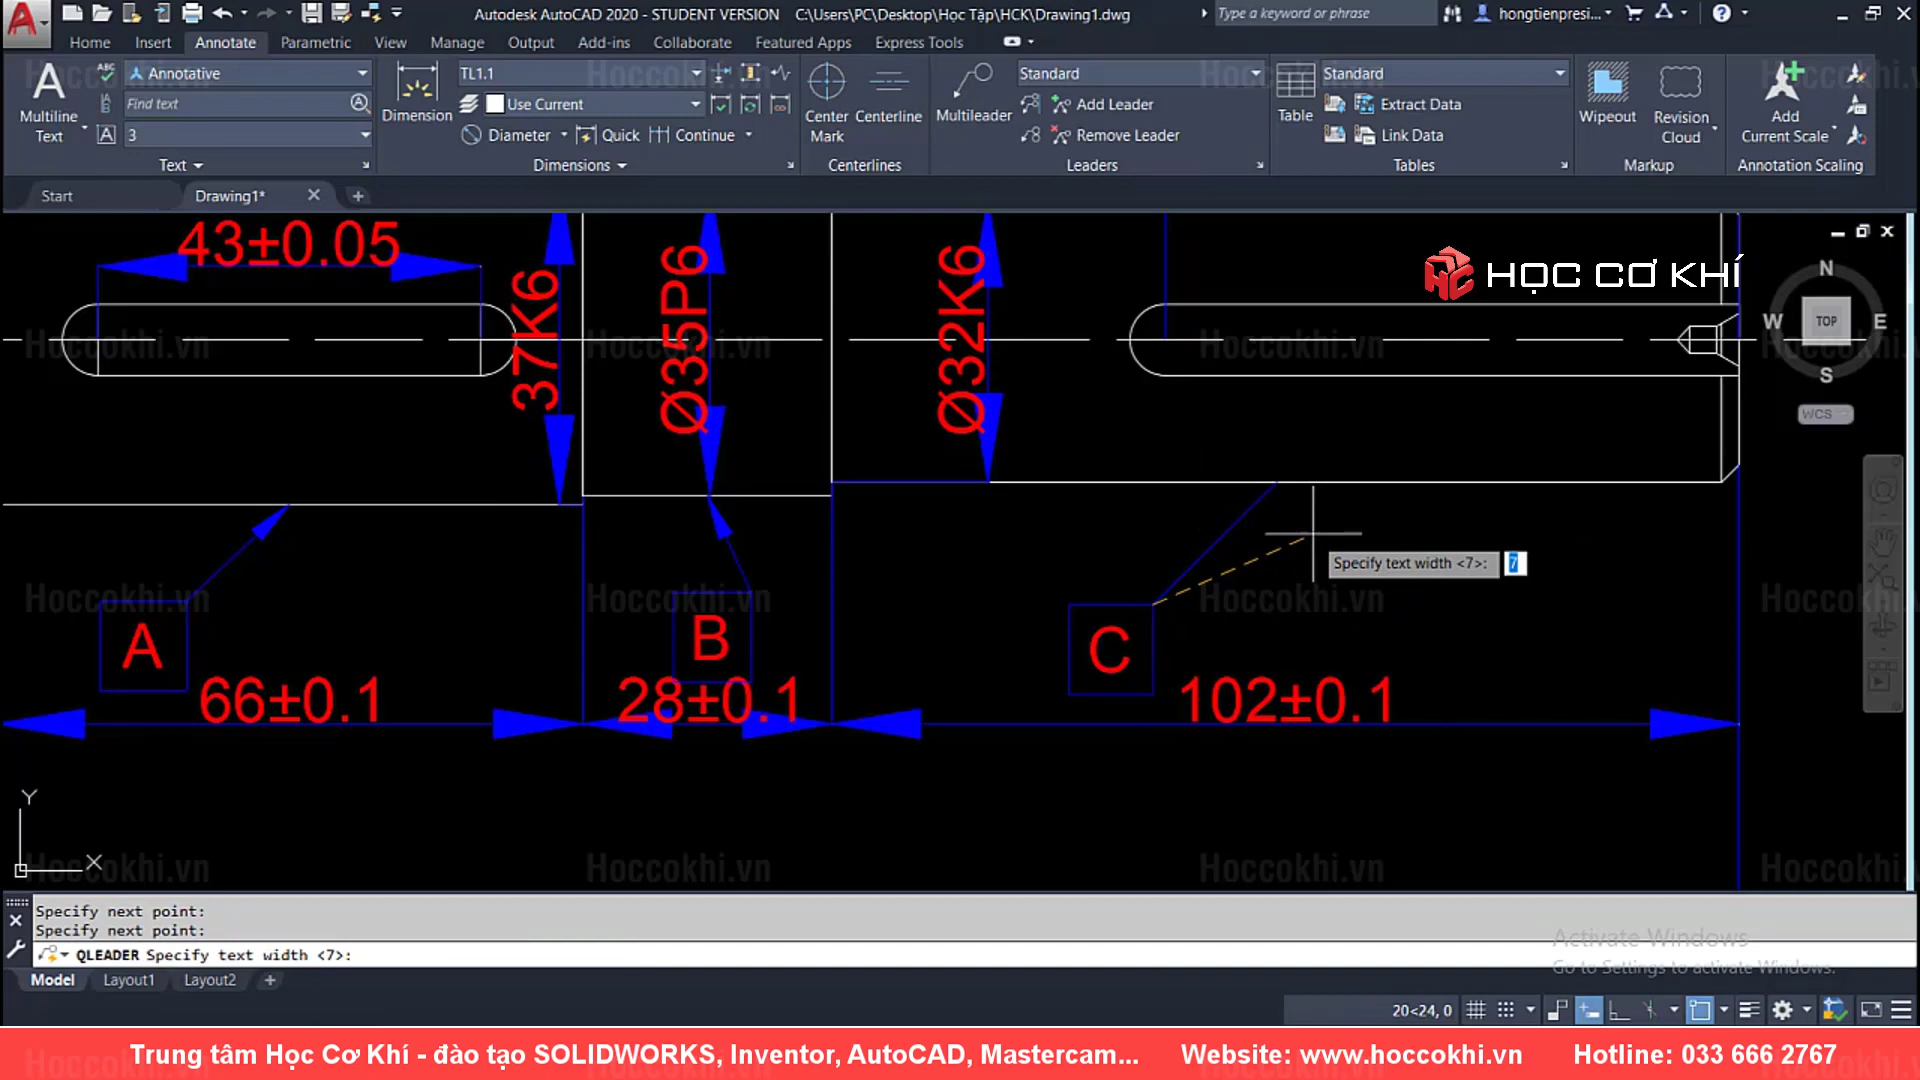 Autodesk AutoCAD 2020 - STUDENT VERSION C:\Users\PC\Desktop\Học Tập\HCK\Drawing1.dwg
Type a keyword or phrase
hongtienpresi...
Home Insert Annotate Parametric View Manage Output Add-ins Collaborate Featured Apps Express Tools
Multiline Text
Annotative
Find text
3
Text
Dimension
TL1.1
Use Current
Diameter Quick Continue
Dimensions
Center Mark
Centerline
Centerlines
Multileader
Standard
Add Leader
Remove Leader
Leaders
Table
Standard
Extract Data
Link Data
Tables
Wipeout
Revision Cloud
Markup
Add Current Scale
Annotation Scaling
Start Drawing1*
43±0.05
37K6
Ø35P6
Ø32K6
HỌC CƠ KHÍ
N
W TOP E
S
WCS
Specify text width <7>: 7
A
B
C
66±0.1
28±0.1
102±0.1
Y
X
Hoccokhi.vn Hoccokhi.vn Hoccokhi.vn Hoccokhi.vn
Specify next point:
Specify next point:
QLEADER Specify text width <7>:
Activate Windows
Go to Settings to activate Windows.
Model Layout1 Layout2
20<24, 0
Trung tâm Học Cơ Khí - đào tạo SOLIDWORKS, Inventor, AutoCAD, Mastercam... Website: www.hoccokhi.vn Hotline: 033 666 2767